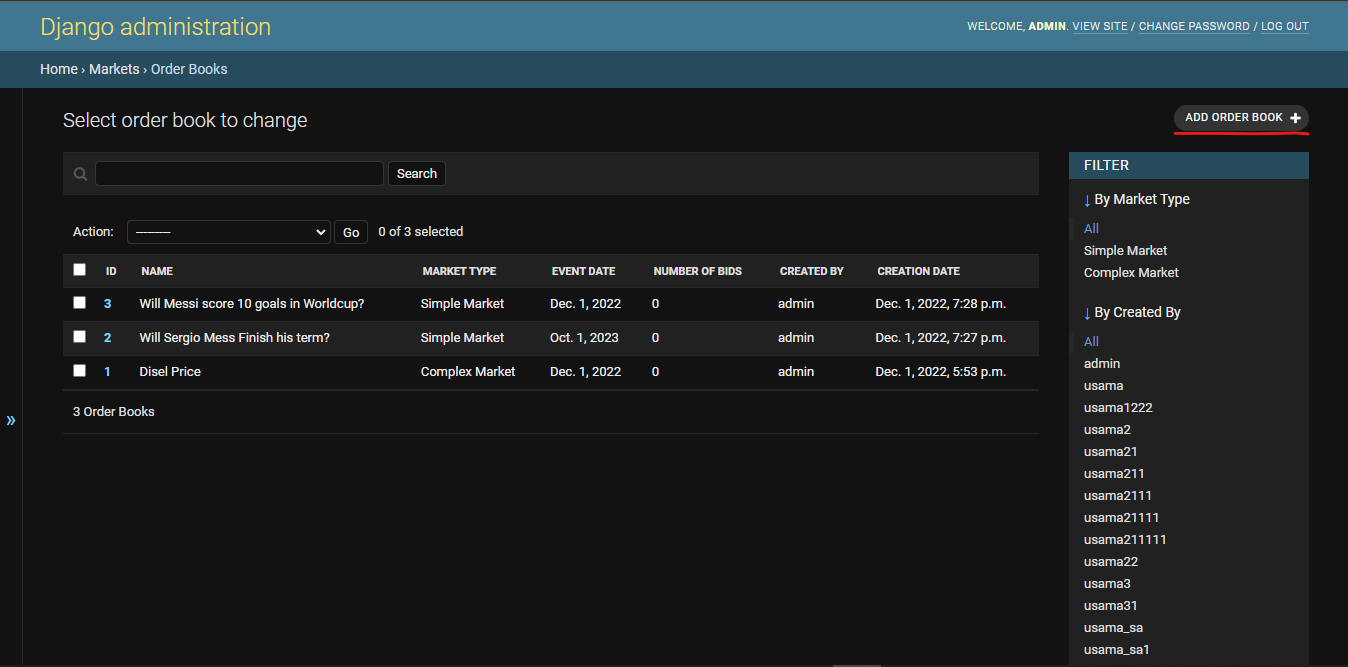 Django administration
WELCOME, ADMIN. VIEW SITE / CHANGE PASSWORD / LOG OUT
Home › Markets › Order Books
Select order book to change
ADD ORDER BOOK +
Search
Action: --------- Go 0 of 3 selected
ID NAME MARKET TYPE EVENT DATE NUMBER OF BIDS CREATED BY CREATION DATE
3 Will Messi score 10 goals in Worldcup? Simple Market Dec. 1, 2022 0 admin Dec. 1, 2022, 7:28 p.m.
2 Will Sergio Mess Finish his term? Simple Market Oct. 1, 2023 0 admin Dec. 1, 2022, 7:27 p.m.
1 Disel Price Complex Market Dec. 1, 2022 0 admin Dec. 1, 2022, 5:53 p.m.
3 Order Books
»
FILTER
↓ By Market Type
All
Simple Market
Complex Market
↓ By Created By
All
admin
usama
usama1222
usama2
usama21
usama211
usama2111
usama21111
usama211111
usama22
usama3
usama31
usama_sa
usama_sa1